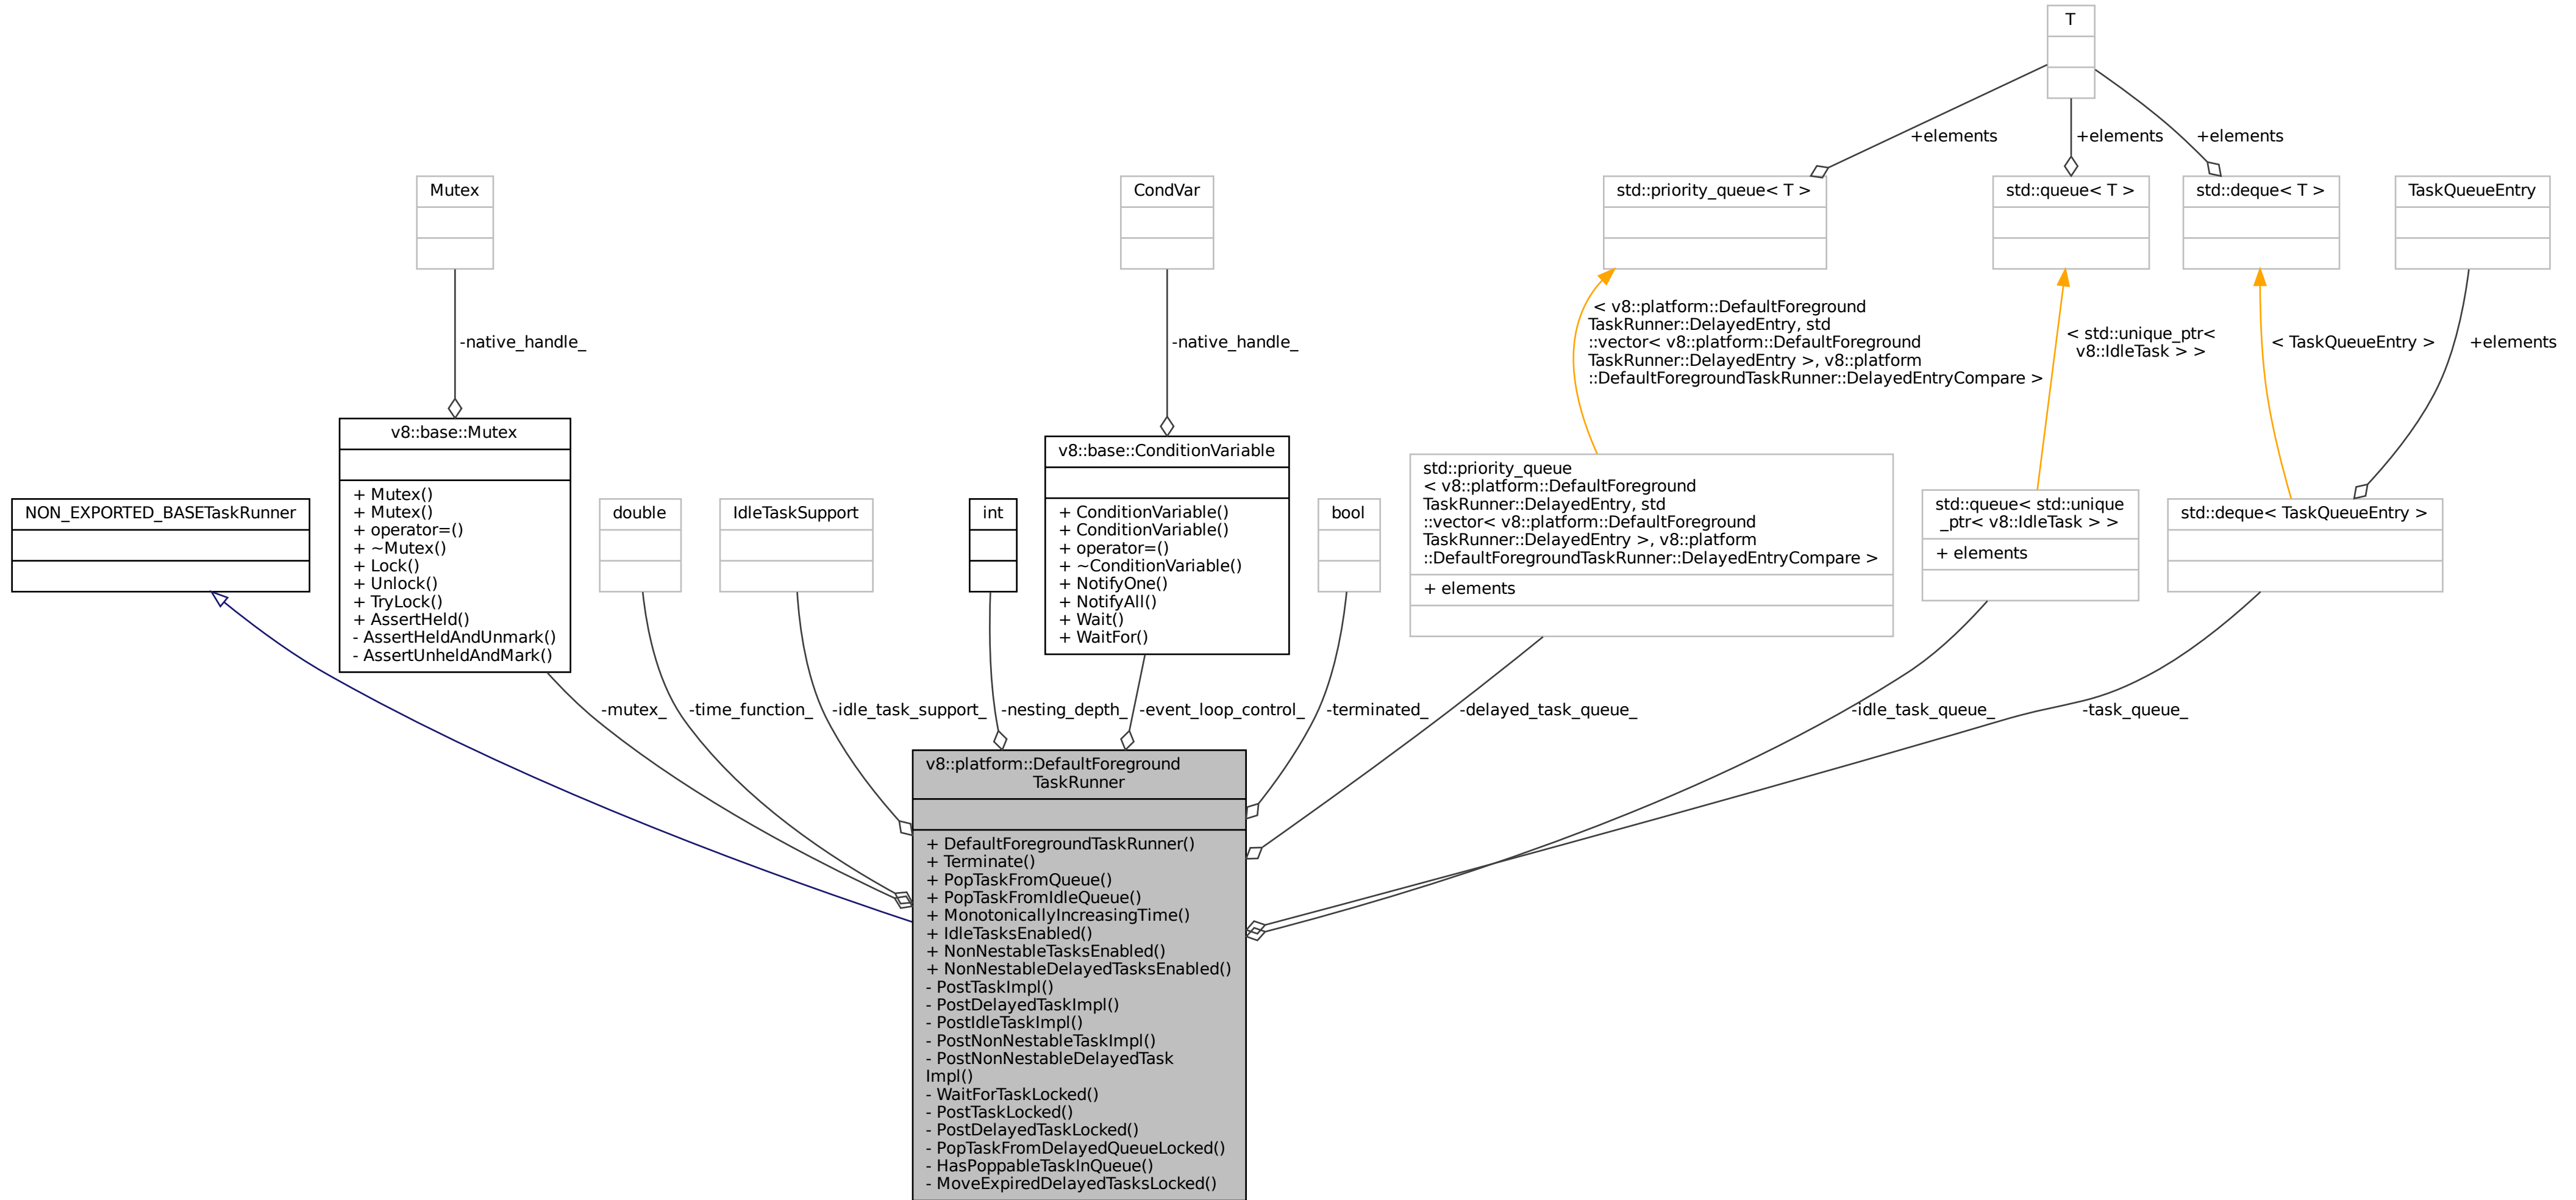 T
+elements
+elements
+elements
Mutex
CondVar
std::priority_queue< T >
std::queue< T >
std::deque< T >
TaskQueueEntry
-native_handle_
-native_handle_
< v8::platform::DefaultForeground
TaskRunner::DelayedEntry, std
::vector< v8::platform::DefaultForeground
TaskRunner::DelayedEntry >, v8::platform
::DefaultForegroundTaskRunner::DelayedEntryCompare >
< std::unique_ptr<
v8::IdleTask > >
< TaskQueueEntry >
+elements
NON_EXPORTED_BASETaskRunner
v8::base::Mutex
+ Mutex()
+ Mutex()
+ operator=()
+ ~Mutex()
+ Lock()
+ Unlock()
+ TryLock()
+ AssertHeld()
- AssertHeldAndUnmark()
- AssertUnheldAndMark()
double
IdleTaskSupport
int
v8::base::ConditionVariable
+ ConditionVariable()
+ ConditionVariable()
+ operator=()
+ ~ConditionVariable()
+ NotifyOne()
+ NotifyAll()
+ Wait()
+ WaitFor()
bool
std::priority_queue
< v8::platform::DefaultForeground
TaskRunner::DelayedEntry, std
::vector< v8::platform::DefaultForeground
TaskRunner::DelayedEntry >, v8::platform
::DefaultForegroundTaskRunner::DelayedEntryCompare >
+ elements
std::queue< std::unique
_ptr< v8::IdleTask > >
+ elements
std::deque< TaskQueueEntry >
-mutex_
-time_function_
-idle_task_support_
-nesting_depth_
-event_loop_control_
-terminated_
-delayed_task_queue_
-idle_task_queue_
-task_queue_
v8::platform::DefaultForeground
TaskRunner
+ DefaultForegroundTaskRunner()
+ Terminate()
+ PopTaskFromQueue()
+ PopTaskFromIdleQueue()
+ MonotonicallyIncreasingTime()
+ IdleTasksEnabled()
+ NonNestableTasksEnabled()
+ NonNestableDelayedTasksEnabled()
- PostTaskImpl()
- PostDelayedTaskImpl()
- PostIdleTaskImpl()
- PostNonNestableTaskImpl()
- PostNonNestableDelayedTask
Impl()
- WaitForTaskLocked()
- PostTaskLocked()
- PostDelayedTaskLocked()
- PopTaskFromDelayedQueueLocked()
- HasPoppableTaskInQueue()
- MoveExpiredDelayedTasksLocked()